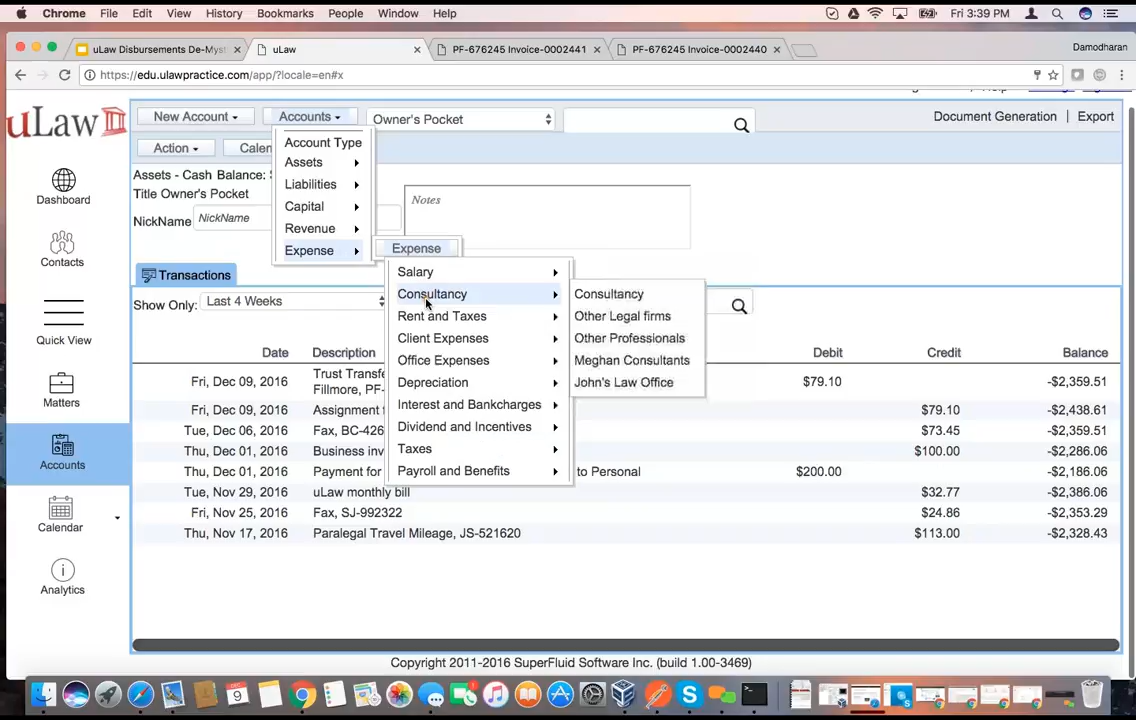 Chrome File Edit View History Bookmarks People Window Help Fri 3:39 PM
uLaw Disbursements De-Myst × uLaw × PF-676245 Invoice-0002441 × PF-676245 Invoice-0002440 × Damodharan
https://edu.ulawpractice.com/app/?locale=en#x
uLaw
New Account Accounts Owner's Pocket Document Generation | Export
Action Calen
Account Type
Assets
Liabilities
Capital
Revenue
Expense
Assets - Cash Balance:
Title Owner's Pocket
NickName NickName
Notes
Expense
Salary
Consultancy
Rent and Taxes
Client Expenses
Office Expenses
Depreciation
Interest and Bankcharges
Dividend and Incentives
Taxes
Payroll and Benefits
Consultancy
Other Legal firms
Other Professionals
Meghan Consultants
John's Law Office
Dashboard
Contacts
Quick View
Matters
Accounts
Calendar
Analytics
Transactions
Show Only: Last 4 Weeks
Date Description Debit Credit Balance
Fri, Dec 09, 2016 Trust Transfe $79.10 -$2,359.51
Fillmore, PF-
Fri, Dec 09, 2016 Assignment $79.10 -$2,438.61
Tue, Dec 06, 2016 Fax, BC-426 $73.45 -$2,359.51
Thu, Dec 01, 2016 Business inv $100.00 -$2,286.06
Thu, Dec 01, 2016 Payment for to Personal $200.00 -$2,186.06
Tue, Nov 29, 2016 uLaw monthly bill $32.77 -$2,386.06
Fri, Nov 25, 2016 Fax, SJ-992322 $24.86 -$2,353.29
Thu, Nov 17, 2016 Paralegal Travel Mileage, JS-521620 $113.00 -$2,328.43
Copyright 2011-2016 SuperFluid Software Inc. (build 1.00-3469)